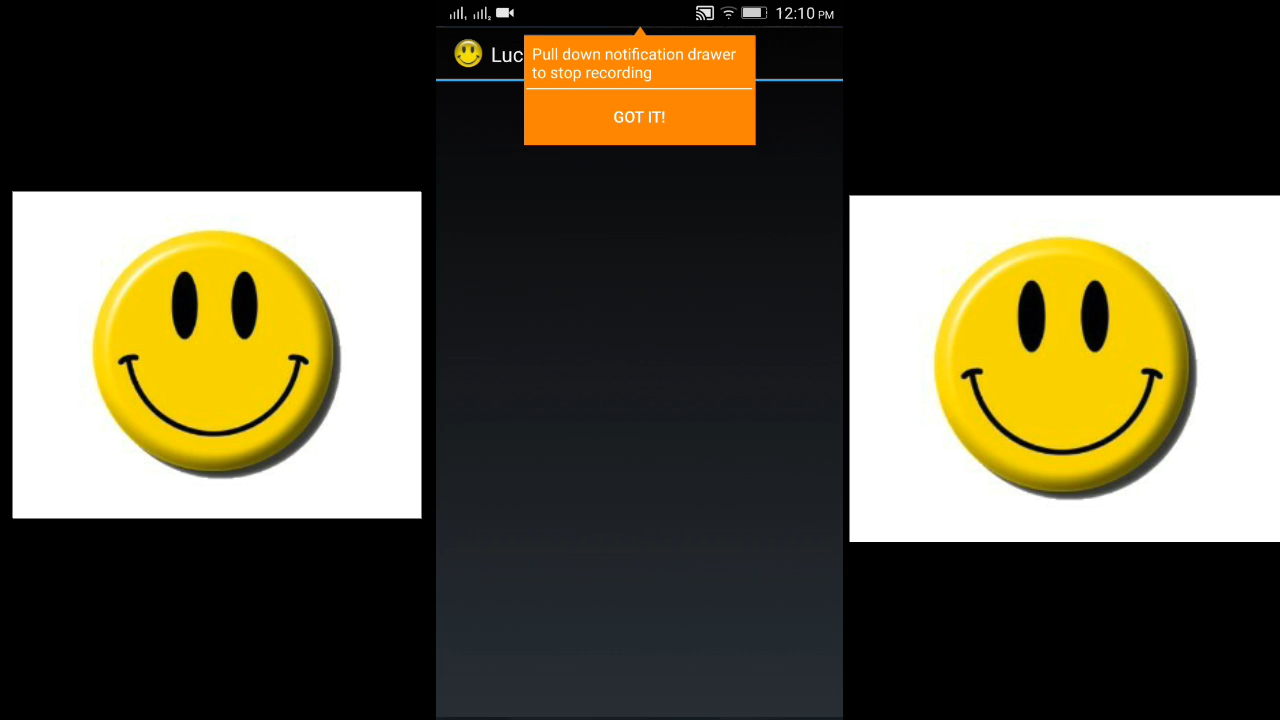 12:10 PM
Luc
Pull down notification drawer
to stop recording
GOT IT!